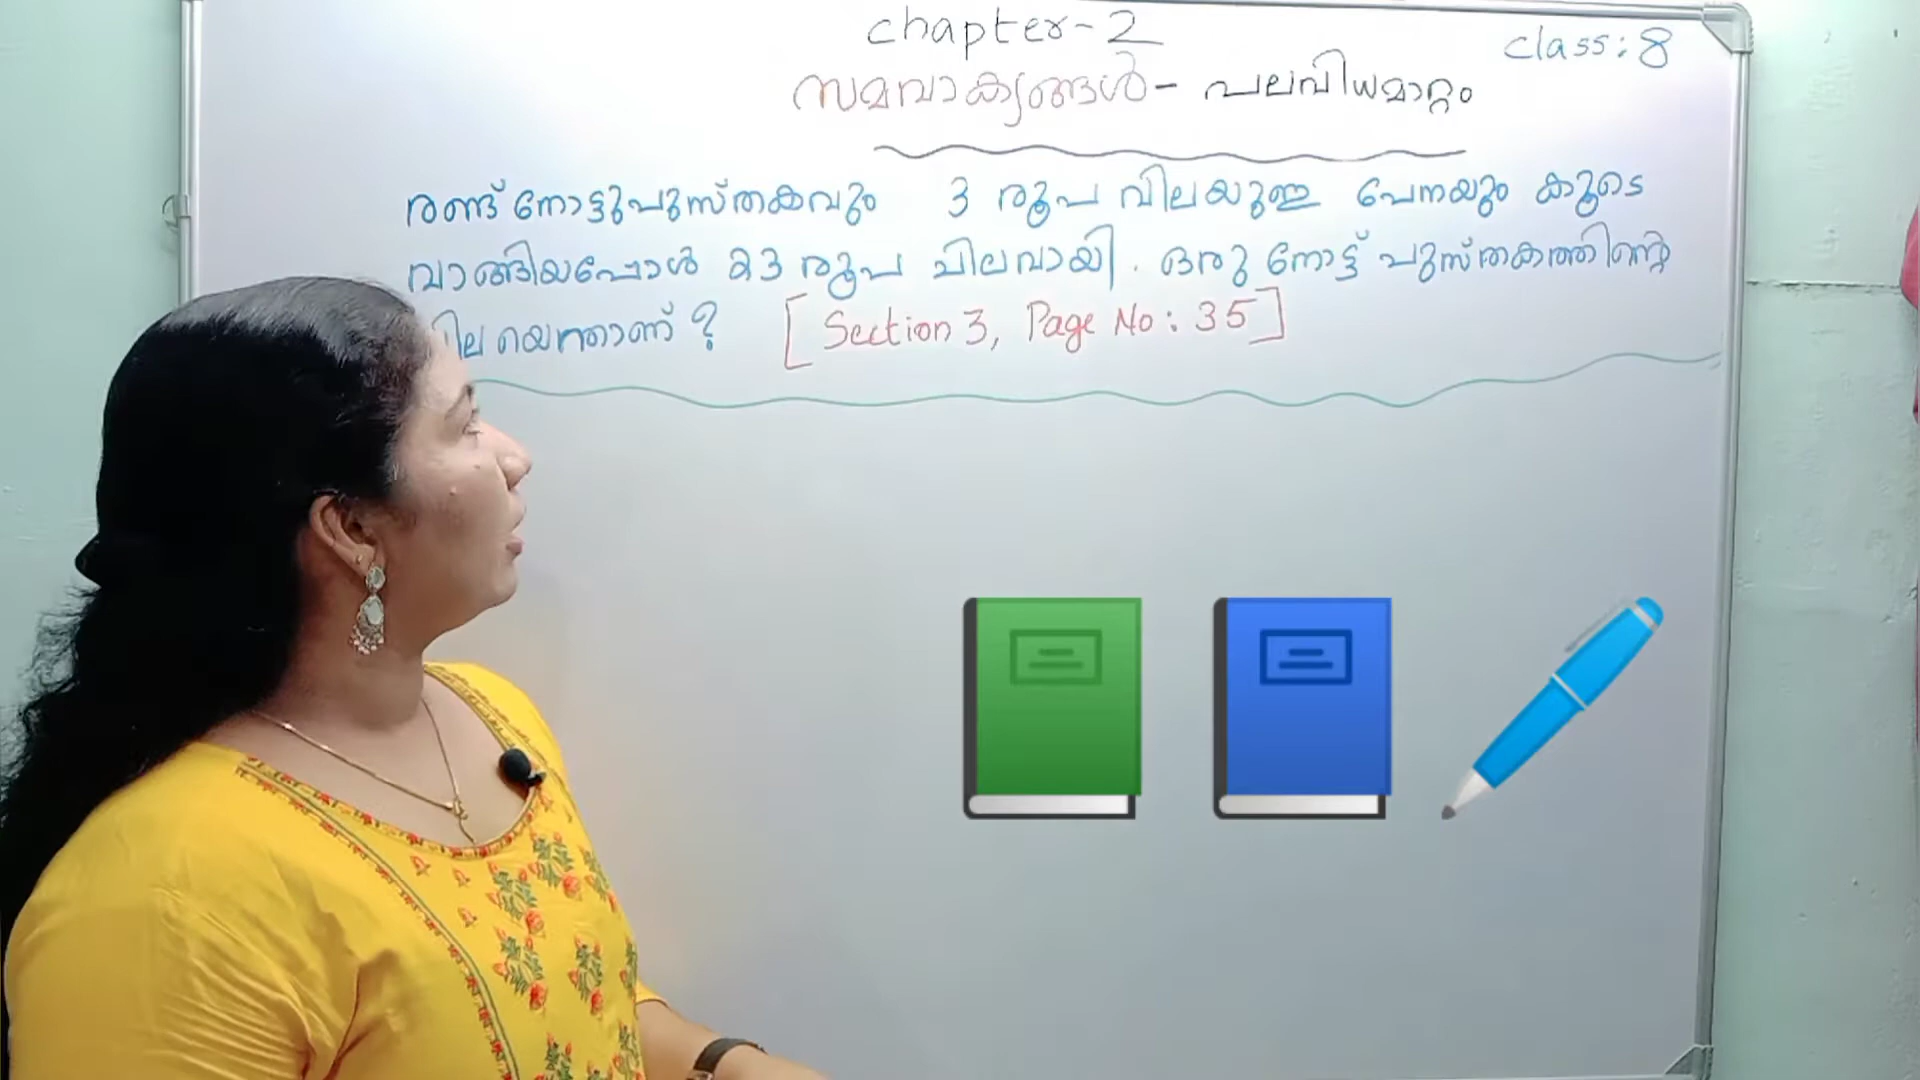 chapter-2
class: 8
സമവാക്യങ്ങൾ - പലവിധമാറ്റം
രണ്ട് നോട്ടുപുസ്തകവും 3 രൂപ വിലയുള്ള പേനയും കൂടെ
വാങ്ങിയപ്പോൾ 23 രൂപ ചിലവായി. ഒരു നോട്ട് പുസ്തകത്തിന്റെ
യെന്താണ് ? [Section 3, Page No: 35]